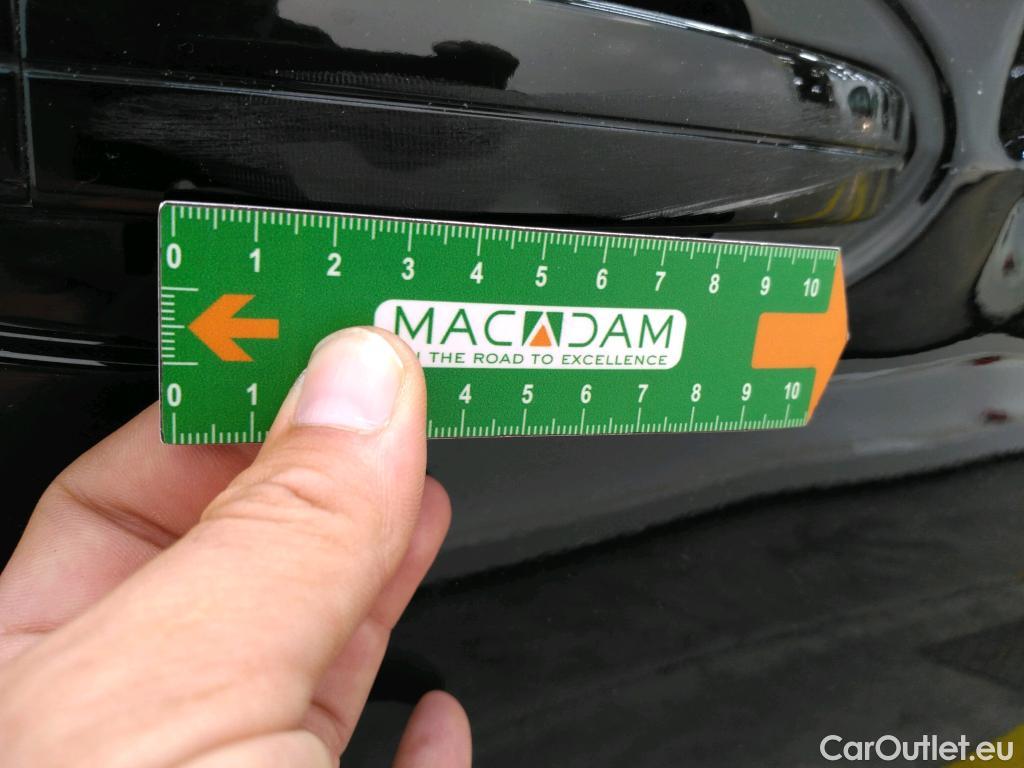 0 1 2 3 4 5 6 7 8 9 10
MACADAM
THE ROAD TO EXCELLENCE
0 1 4 5 6 7 8 9 10
CarOutlet.eu